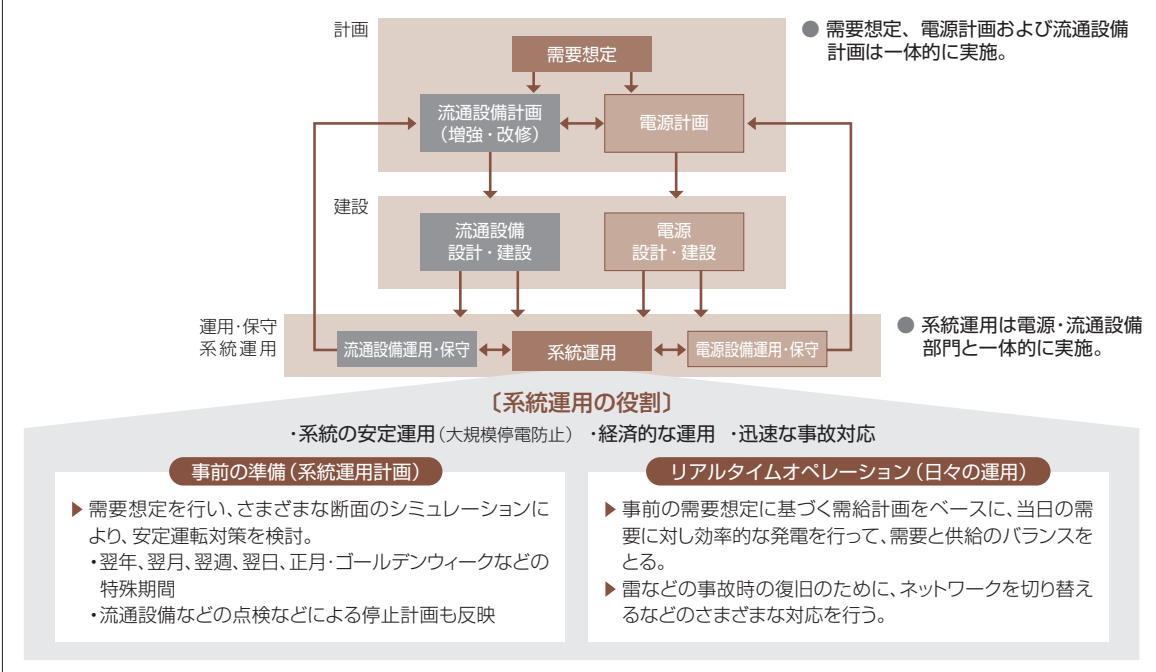 計画
● 需要想定、電源計画および流通設備
計画は一体的に実施。
需要想定
流通設備計画
（増強・改修）
電源計画
建設
流通設備
設計・建設
電源
設計・建設
運用・保守
系統運用
流通設備運用・保守
系統運用
電源設備運用・保守
● 系統運用は電源・流通設備
部門と一体的に実施。
〔系統運用の役割〕
・系統の安定運用（大規模停電防止） ・経済的な運用 ・迅速な事故対応
事前の準備（系統運用計画）
▶ 需要想定を行い、さまざまな断面のシミュレーションに
より、安定運転対策を検討。
・翌年、翌月、翌週、翌日、正月・ゴールデンウィークなどの
特殊期間
・流通設備などの点検などによる停止計画も反映
リアルタイムオペレーション（日々の運用）
▶ 事前の需要想定に基づく需給計画をベースに、当日の需
要に対し効率的な発電を行って、需要と供給のバランスを
とる。
▶ 雷などの事故時の復旧のために、ネットワークを切り替え
るなどのさまざまな対応を行う。